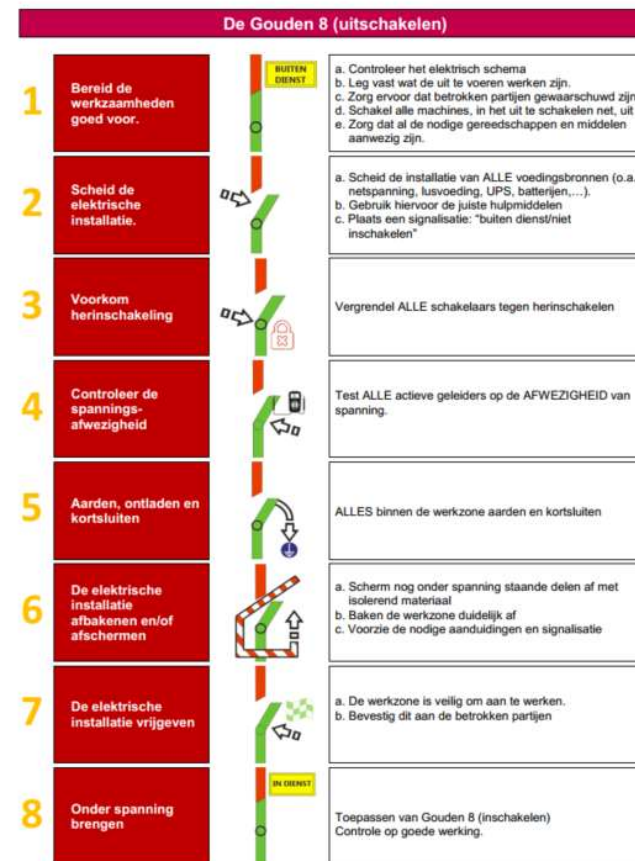 De Gouden 8 (uitschakelen)
1
Bereid de
werkzaamheden
goed voor.
BUITEN
DIENST
a. Controleer het elektrisch schema
b. Leg vast wat de uit te voeren werken zijn.
c. Zorg ervoor dat betrokken partijen gewaarschuwd zijn
d. Schakel alle machines, in het uit te schakelen net, uit
e. Zorg dat al de nodige gereedschappen en middelen
aanwezig zijn.
2
Scheid de
elektrische
installatie.
a. Scheid de installatie van ALLE voedingsbronnen (o.a.
netspanning, lusvoeding, UPS, batterijen,…).
b. Gebruik hiervoor de juiste hulpmiddelen
c. Plaats een signalisatie: “buiten dienst/niet
inschakelen”
3
Voorkom
herinschakeling
Vergrendel ALLE schakelaars tegen herinschakelen
4
Controleer de
spannings-
afwezigheid
Test ALLE actieve geleiders op de AFWEZIGHEID van
spanning.
5
Aarden, ontladen en
kortsluiten
ALLES binnen de werkzone aarden en kortsluiten
6
De elektrische
installatie
afbakenen en/of
afschermen
a. Scherm nog onder spanning staande delen af met
isolerend materiaal
b. Baken de werkzone duidelijk af
c. Voorzie de nodige aanduidingen en signalisatie
7
De elektrische
installatie vrijgeven
a. De werkzone is veilig om aan te werken.
b. Bevestig dit aan de betrokken partijen
8
Onder spanning
brengen
IN DIENST
Toepassen van Gouden 8 (inschakelen)
Controle op goede werking.